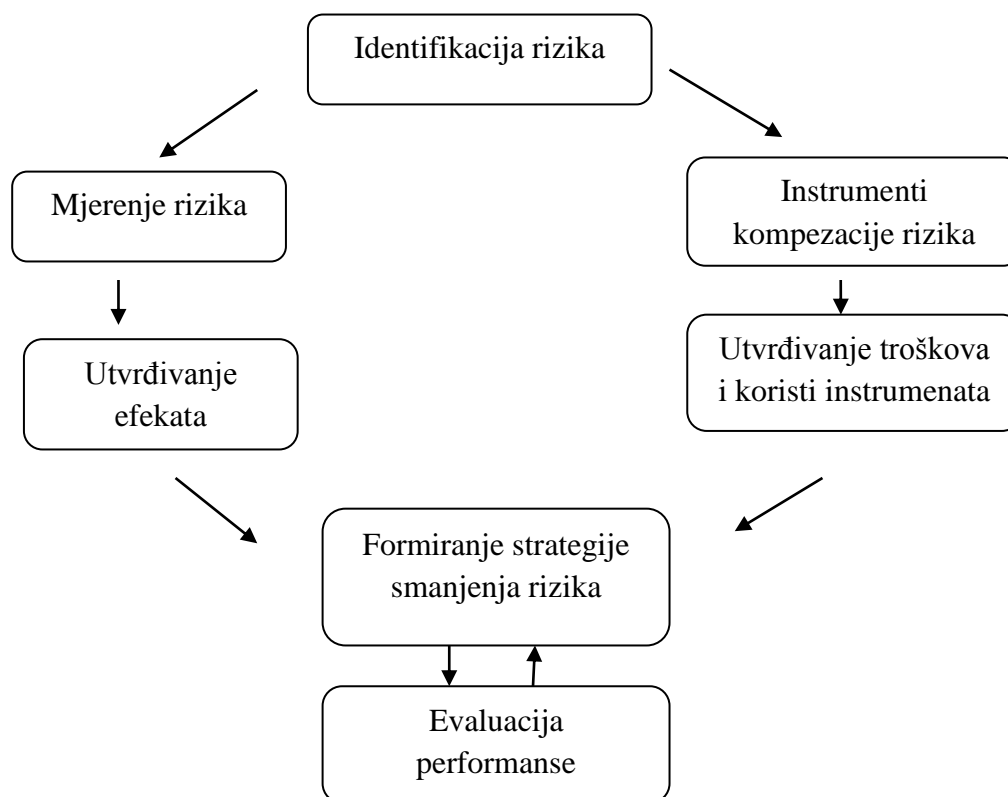 Identifikacija rizika
Mjerenje rizika
Instrumenti
kompezacije rizika
Utvrđivanje
efekata
Utvrđivanje troškova
i koristi instrumenata
Formiranje strategije
smanjenja rizika
Evaluacija
performanse